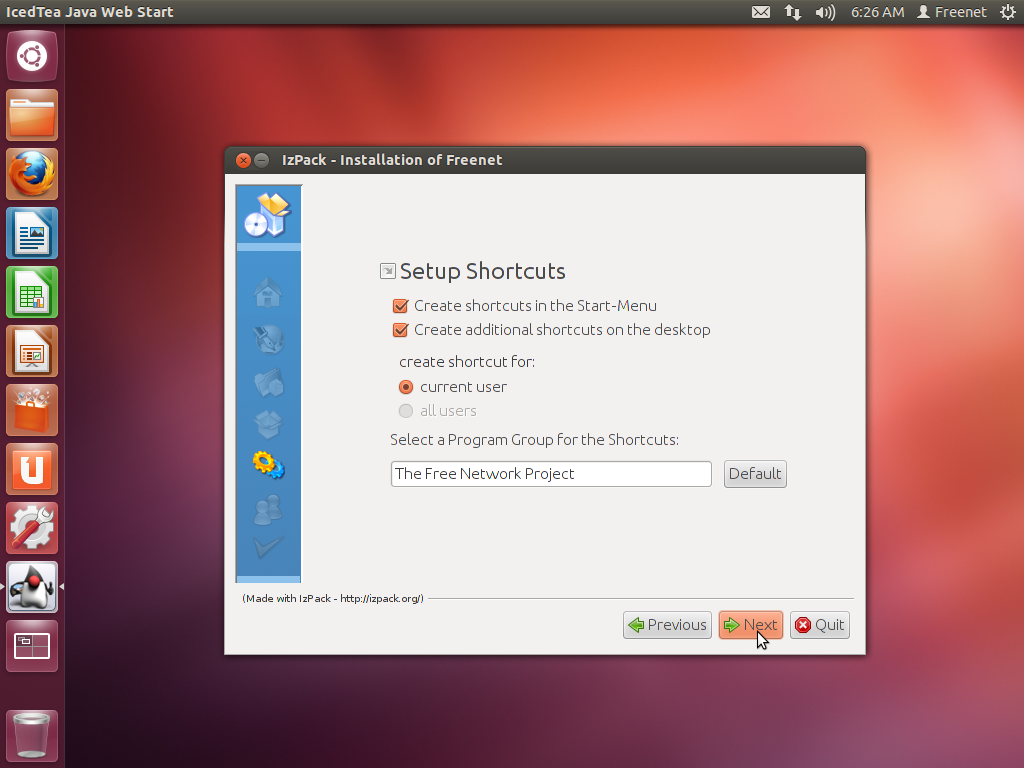 IcedTea Java Web Start
6:26 AM Freenet
IzPack - Installation of Freenet
Setup Shortcuts
Create shortcuts in the Start-Menu
Create additional shortcuts on the desktop
create shortcut for:
current user
all users
Select a Program Group for the Shortcuts:
The Free Network Project Default
(Made with IzPack - http://izpack.org/)
Previous Next Quit